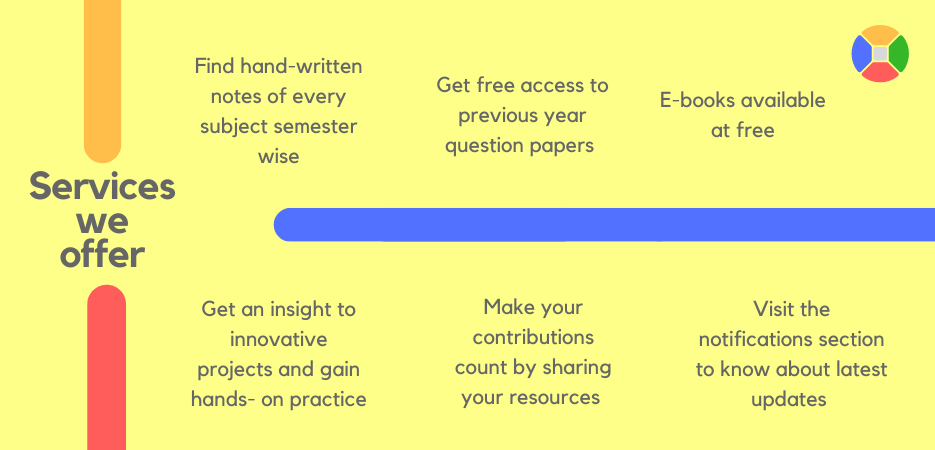 Services
we
offer
Find hand-written
notes of every
subject semester
wise
Get free access to
previous year
question papers
E-books available
at free
Get an insight to
innovative
projects and gain
hands- on practice
Make your
contributions
count by sharing
your resources
Visit the
notifications section
to know about latest
updates